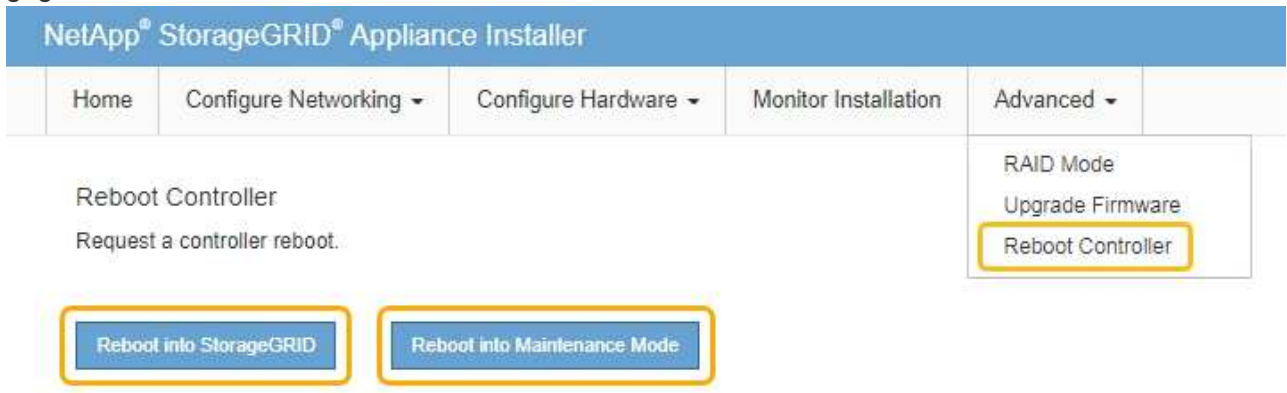 NetApp® StorageGRID® Appliance Installer
Home Configure Networking Configure Hardware Monitor Installation Advanced
RAID Mode
Upgrade Firmware
Reboot Controller
Reboot Controller
Request a controller reboot.
Reboot into StorageGRID Reboot into Maintenance Mode